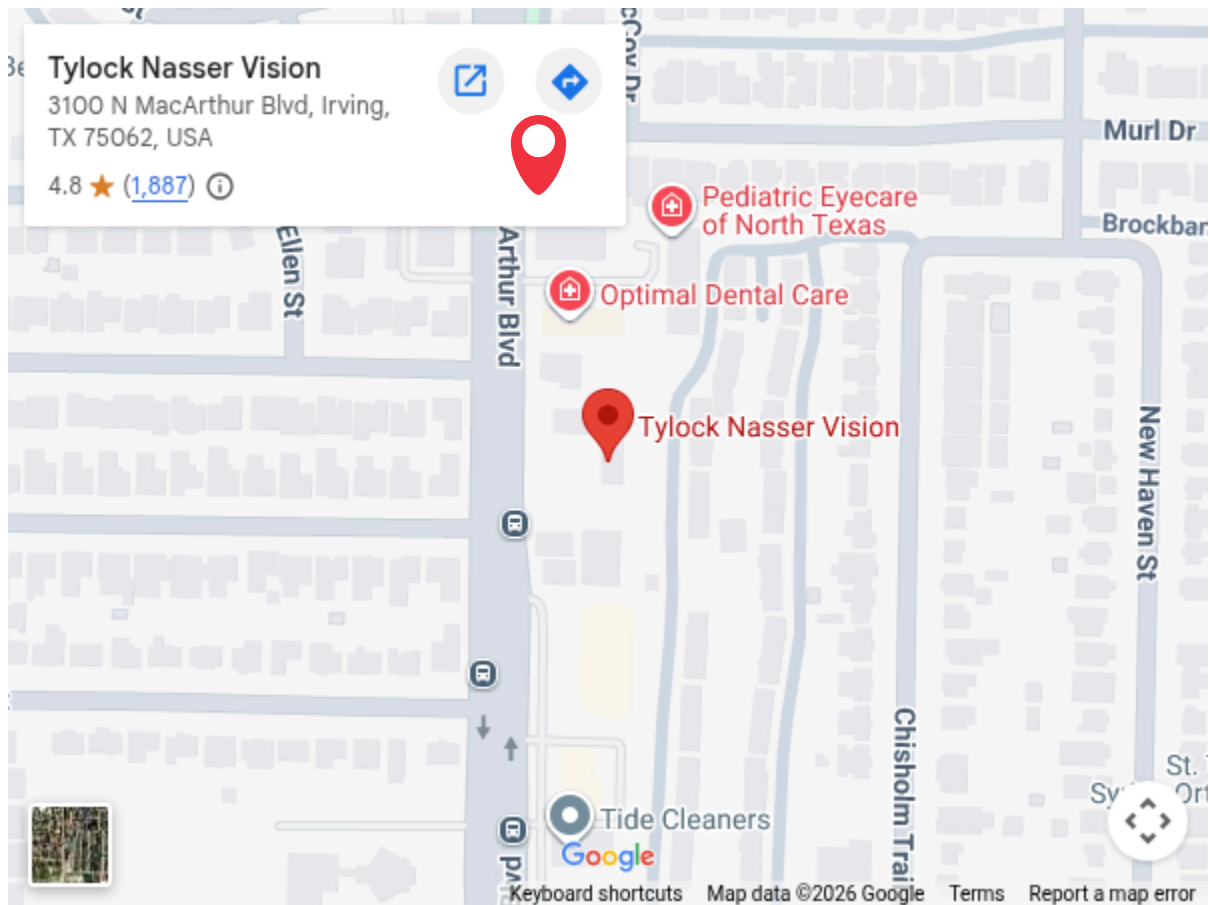 Tylock Nasser Vision
3100 N MacArthur Blvd, Irving,
TX 75062, USA
4.8 ★ (1,887)
Murl Dr
Pediatric Eyecare
of North Texas
Ellen St
Arthur Blvd
Optimal Dental Care
Tylock Nasser Vision
New Haven St
Chisholm Trail
St.
Tide Cleaners
Google
Keyboard shortcuts
Map data ©2026 Google
Terms
Report a map error